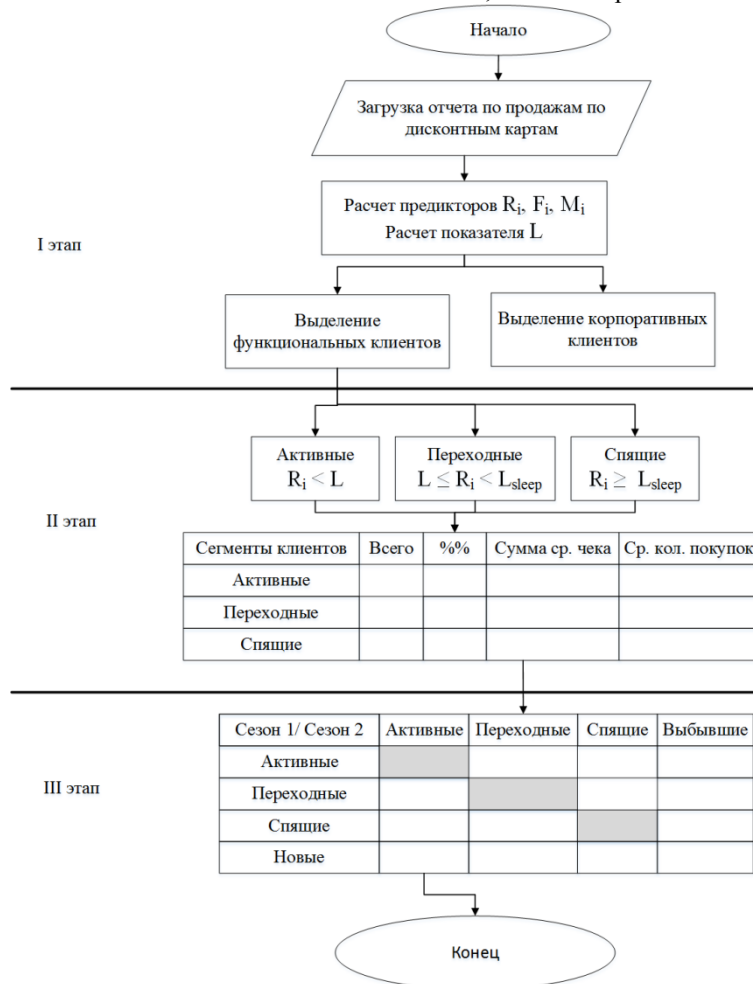 Начало
Загрузка отчета по продажам по
дисконтным картам
Расчет предикторов Ri, Fi, Mi
Расчет показателя L
I этап
Выделение
функциональных клиентов
Выделение корпоративных
клиентов
Активные
Ri < L
Переходные
L ≤ Ri < Lsleep
Спящие
Ri ≥ Lsleep
II этап
Сегменты клиентов Всего %% Сумма ср. чека Ср. кол. покупок
Активные
Переходные
Спящие
Сезон 1/ Сезон 2 Активные Переходные Спящие Выбывшие
Активные
III этап
Переходные
Спящие
Новые
Конец